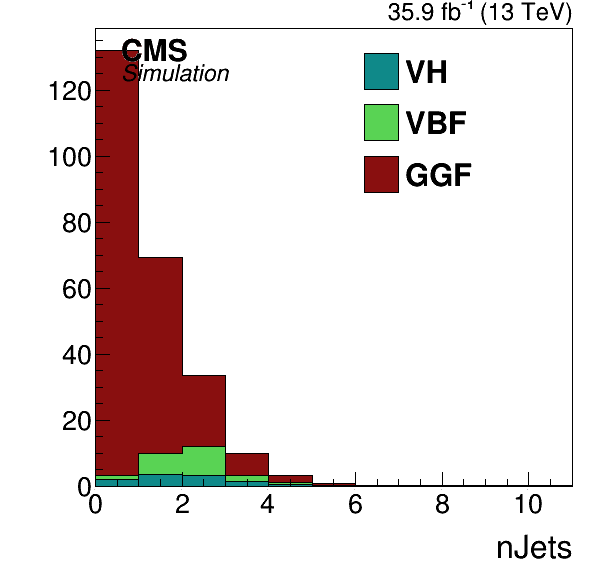 35.9 fb⁻¹ (13 TeV)
CMS
Simulation
VH
VBF
GGF
120
100
80
60
40
20
0
0 2 4 6 8 10
nJets